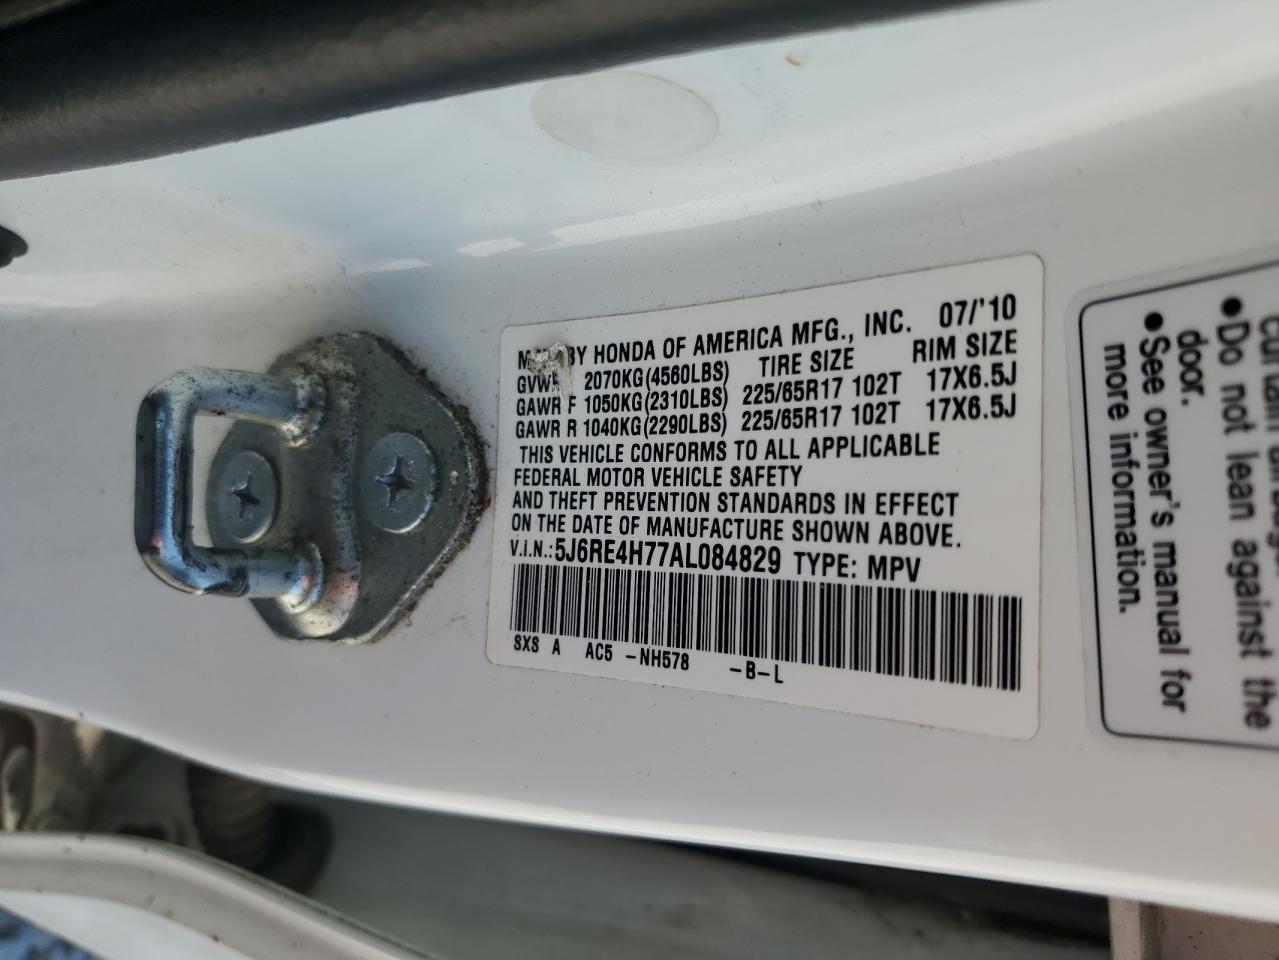 BY HONDA OF AMERICA MFG., INC. 07/'10
2070KG(4560LBS) TIRE SIZE RIM SIZE
GAWR F 1050KG(2310LBS) 225/65R17 102T 17X6.5J
GAWR R 1040KG(2290LBS) 225/65R17 102T 17X6.5J
THIS VEHICLE CONFORMS TO ALL APPLICABLE
FEDERAL MOTOR VEHICLE SAFETY
AND THEFT PREVENTION STANDARDS IN EFFECT
ON THE DATE OF MANUFACTURE SHOWN ABOVE.
V.I.N.: 5J6RE4H77AL084829 TYPE: MPV
SXS A AC5 -NH578 -B-L
●Do not lean against the
door.
●See owner's manual for
more information.